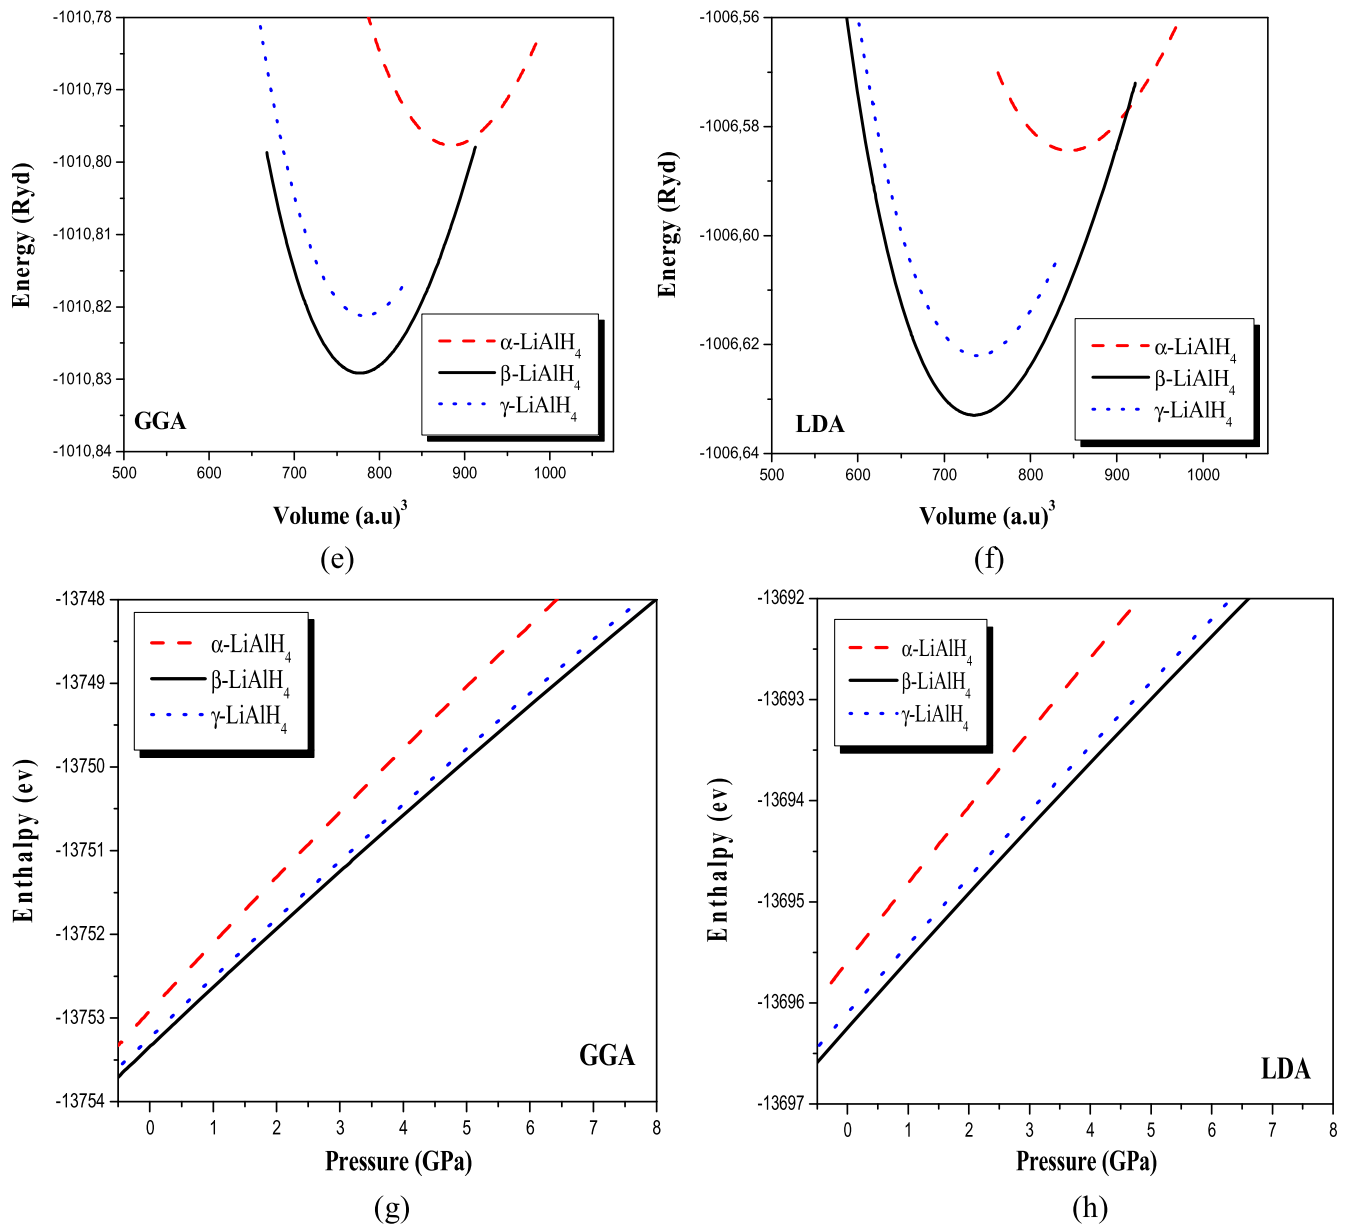 -1010,78
-1010,79
-1010,80
-1010,81
-1010,82
-1010,83
-1010,84
Energy (Ryd)
500 600 700 800 900 1000
Volume (a.u)³
α-LiAlH₄
β-LiAlH₄
γ-LiAlH₄
GGA
(e)
-1006,56
-1006,58
-1006,60
-1006,62
-1006,64
Energy (Ryd)
500 600 700 800 900 1000
Volume (a.u)³
α-LiAlH₄
β-LiAlH₄
γ-LiAlH₄
LDA
(f)
-13748
-13749
-13750
-13751
-13752
-13753
-13754
Enthalpy (ev)
α-LiAlH₄
β-LiAlH₄
γ-LiAlH₄
GGA
0 1 2 3 4 5 6 7 8
Pressure (GPa)
(g)
-13692
-13693
-13694
-13695
-13696
-13697
Enthalpy (ev)
α-LiAlH₄
β-LiAlH₄
γ-LiAlH₄
LDA
0 1 2 3 4 5 6 7 8
Pressure (GPa)
(h)